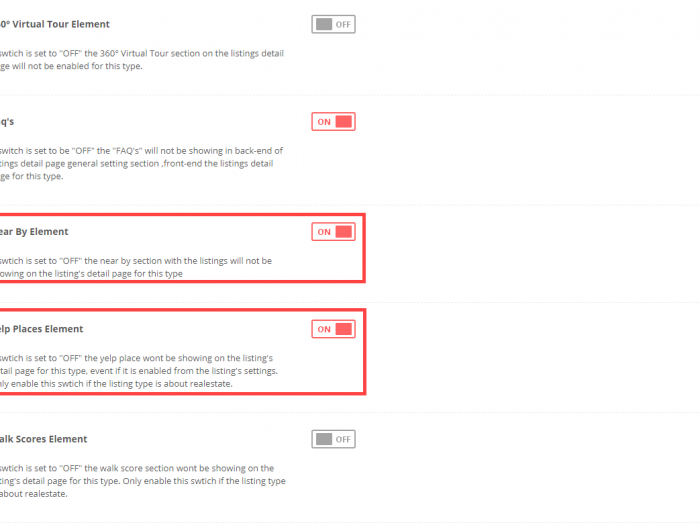 0° Virtual Tour Element
OFF
swtich is set to "OFF" the 360° Virtual Tour section on the listings detail
ge will not be enabled for this type.
q's
ON
switch is set to be "OFF" the "FAQ's" will not be showing in back-end of
tings detail page general setting section ,front-end the listings detail
ge for this type.
ear By Element
ON
swtich is set to "OFF" the near by section with the listings will not be
owing on the listing's detail page for this type
elp Places Element
ON
swtich is set to "OFF" the yelp place wont be showing on the listing's
tail page for this type, event if it is enabled from the listing's settings.
nly enable this swtich if the listing type is about realestate.
alk Scores Element
OFF
swtich is set to "OFF" the walk score section wont be showing on the
ting's detail page for this type. Only enable this swtich if the listing type
about realestate.